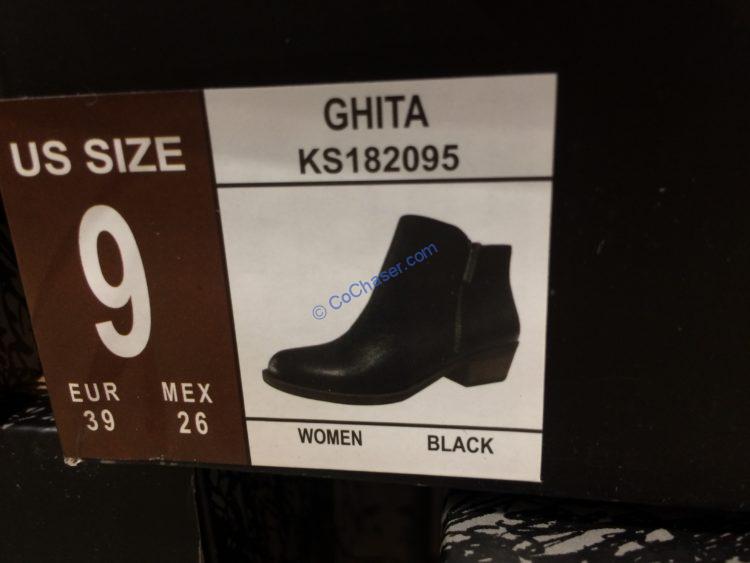 US SIZE
9
EUR MEX
39 26
GHITA
KS182095
© CoChaser.com
WOMEN BLACK